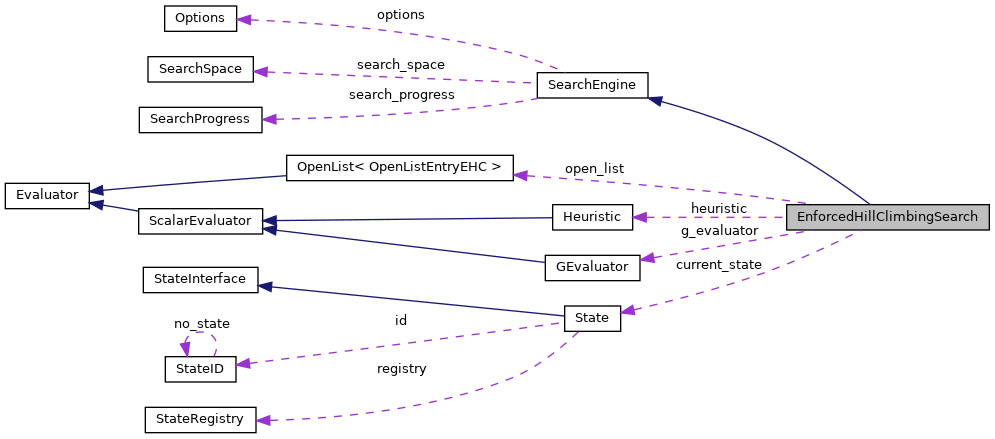 options
Options
search_space
SearchSpace
SearchEngine
search_progress
SearchProgress
OpenList< OpenListEntryEHC >
open_list
Evaluator
ScalarEvaluator
Heuristic
heuristic
EnforcedHillClimbingSearch
g_evaluator
GEvaluator
current_state
StateInterface
State
no_state
id
StateID
registry
StateRegistry